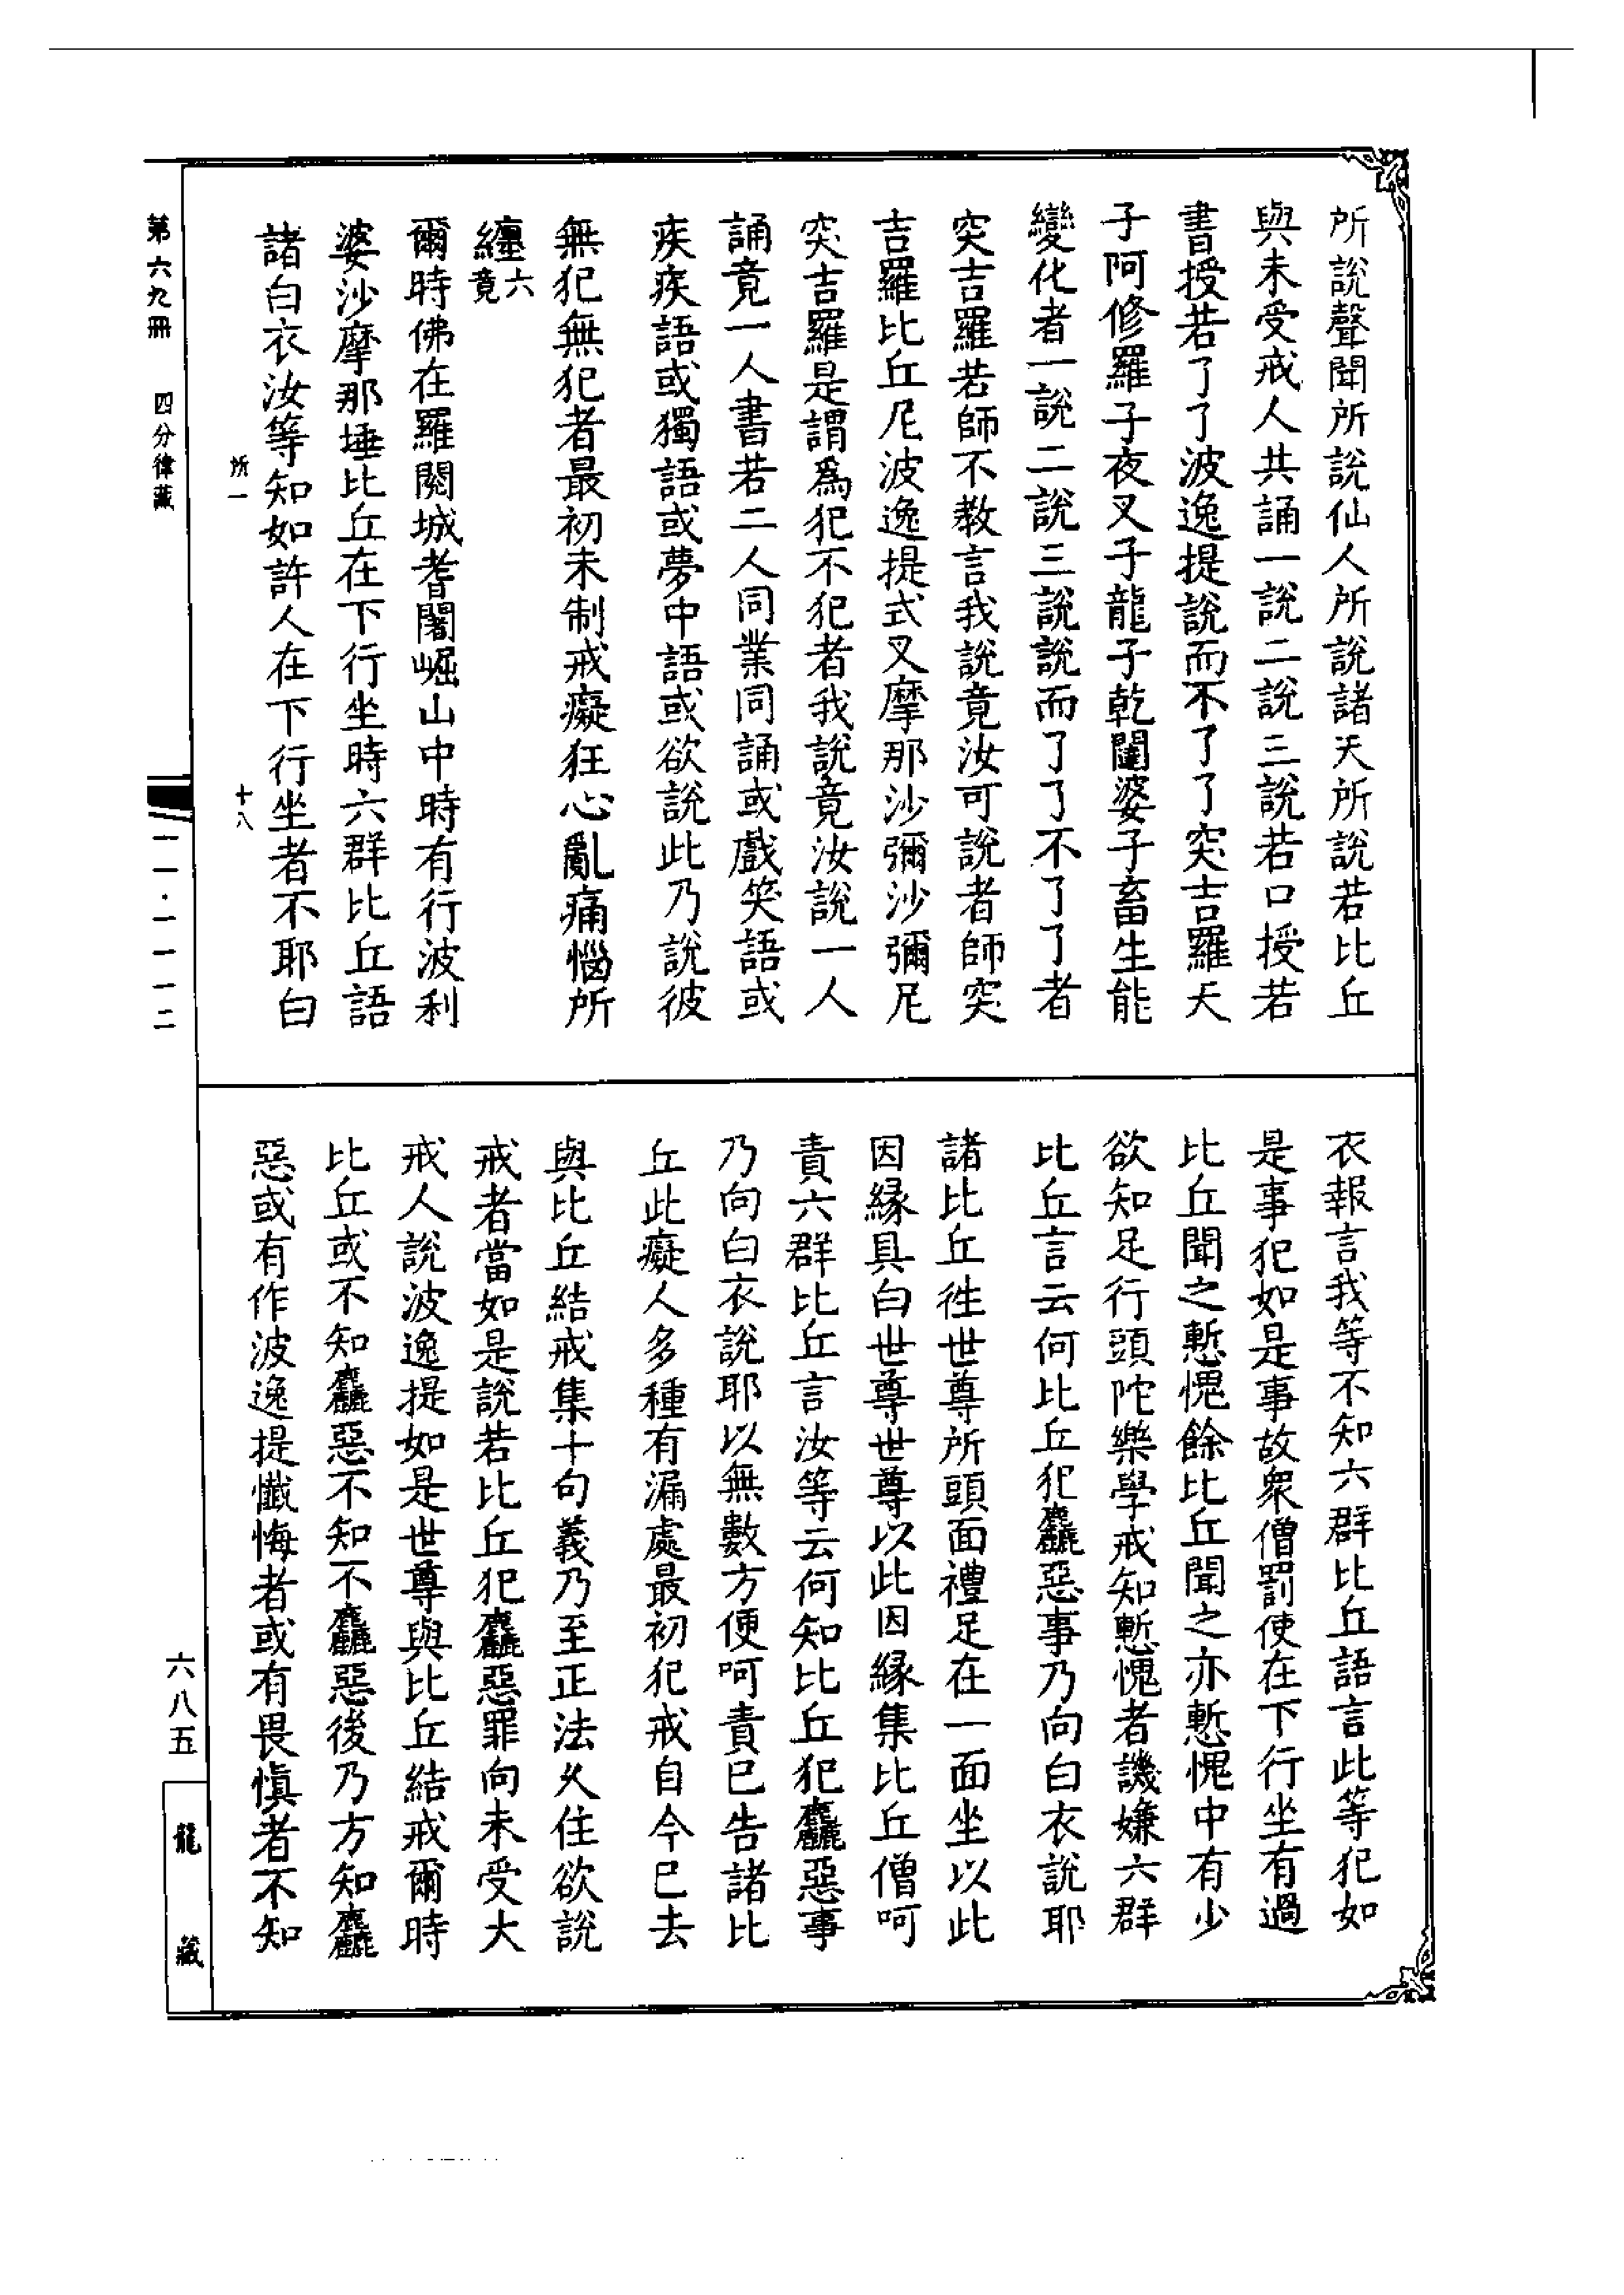 所說聲聞所說仙人所說諸天所說若比丘
與未受戒人共誦一說二說三說若口授若
書授若了了波逸提說而不了了突吉羅天
子阿修羅子夜叉子龍子乾闥婆子畜生能
變化者一說二說三說說而了了不了了者
突吉羅若師不教言我說竟汝可說者師突
吉羅比丘尼波逸提式叉摩那沙彌沙彌尼
突吉羅是謂為犯不犯者我說竟汝說一人
誦竟一人書若二人同業同誦或戲笑語或
疾疾語或獨語或夢中語或欲說此乃說彼
無犯無犯者最初未制戒癡狂心亂痛惱所
纏六竟
爾時佛在羅閱城耆闍崛山中時有行波利
婆沙摩那埵比丘在下行坐時六群比丘語
諸白衣汝等知如許人在下行坐者不耶白
衣報言我等不知六群比丘語言此等犯如
是事犯如是事故眾僧罰使在下行坐有過
比丘聞之慙愧餘比丘聞之亦慙愧中有少
欲知足行頭陀樂學戒知慙愧者譏嫌六群
比丘言云何比丘犯麤惡事乃向白衣說耶
諸比丘往世尊所頭面禮足在一面坐以此
因緣具白世尊世尊以此因緣集比丘僧呵
責六群比丘言汝等云何知比丘犯麤惡事
乃向白衣說耶以無數方便呵責已告諸比
丘此癡人多種有漏處最初犯戒自今已去
與比丘結戒集十句義乃至正法久住欲說
戒者當如是說若比丘犯麤惡罪向未受大
戒人說波逸提如是世尊與比丘結戒爾時
比丘或不知麤惡不知不麤惡後乃方知麤
惡或有作波逸提懺悔者或有畏慎者不知
所一
十八
第六九冊
四分律藏
一一·一一一二
六八五
龍藏